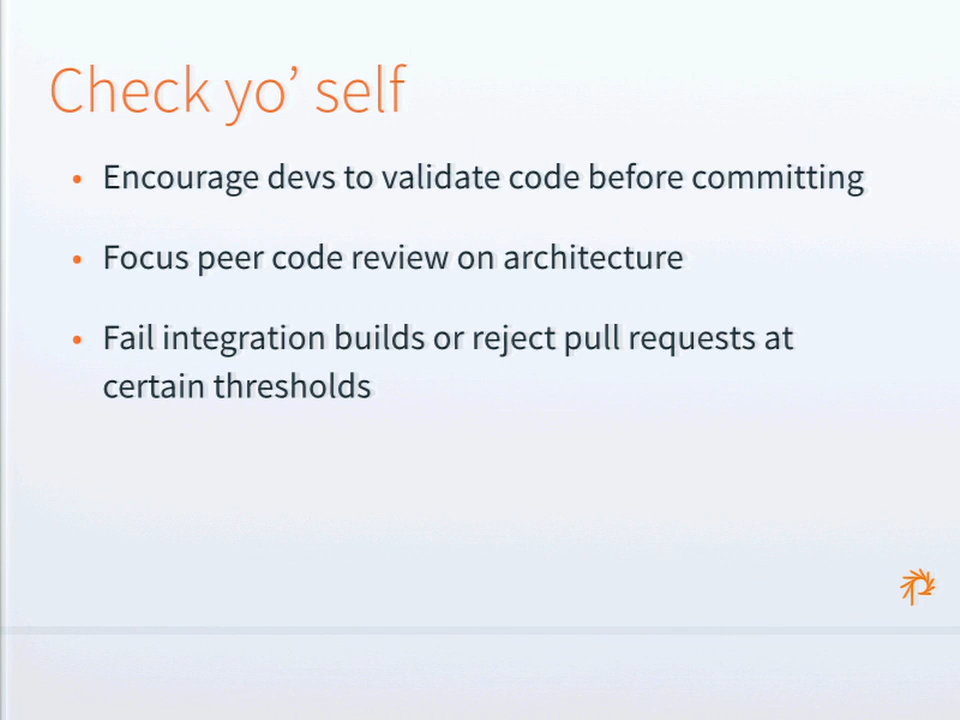 Check yo’ self
• Encourage devs to validate code before committing
• Focus peer code review on architecture
• Fail integration builds or reject pull requests at
certain thresholds